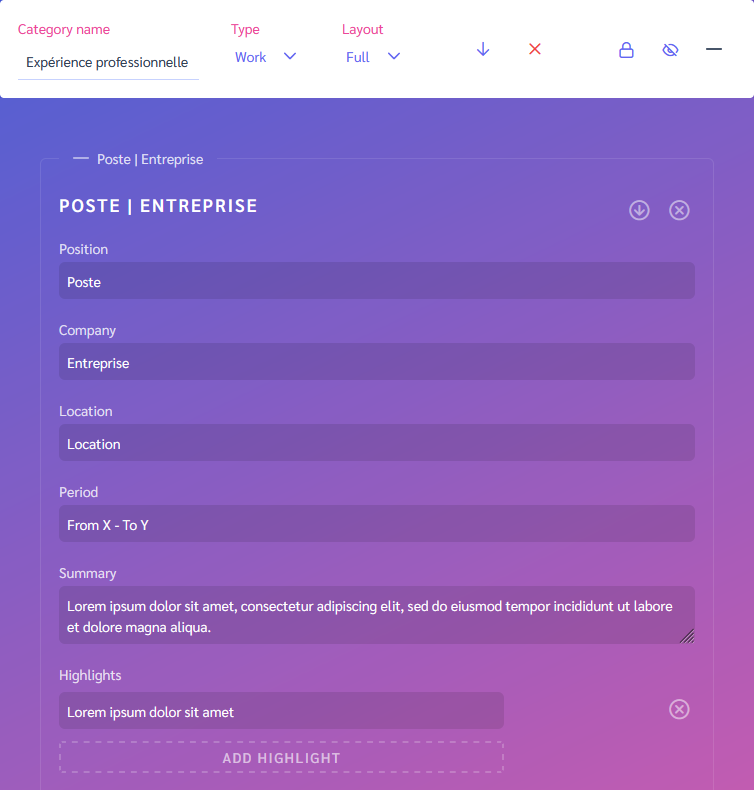 Category name
Type
Layout
Expérience professionnelle
Work
Full
Poste | Entreprise
POSTE | ENTREPRISE
Position
Poste
Company
Entreprise
Location
Location
Period
From X - To Y
Summary
Lorem ipsum dolor sit amet, consectetur adipiscing elit, sed do eiusmod tempor incididunt ut labore
et dolore magna aliqua.
Highlights
Lorem ipsum dolor sit amet
ADD HIGHLIGHT